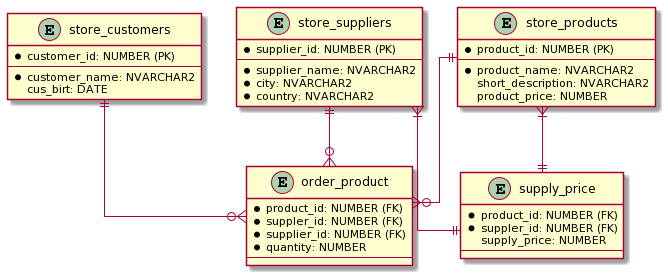 E store_customers
customer_id: NUMBER (PK)
customer_name: NVARCHAR2
cus_birt: DATE
E store_suppliers
supplier_id: NUMBER (PK)
supplier_name: NVARCHAR2
city: NVARCHAR2
country: NVARCHAR2
E store_products
product_id: NUMBER (PK)
product_name: NVARCHAR2
short_description: NVARCHAR2
product_price: NUMBER
E order_product
product_id: NUMBER (FK)
suppler_id: NUMBER (FK)
supplier_id: NUMBER (FK)
quantity: NUMBER
E supply_price
product_id: NUMBER (FK)
suppler_id: NUMBER (FK)
supply_price: NUMBER